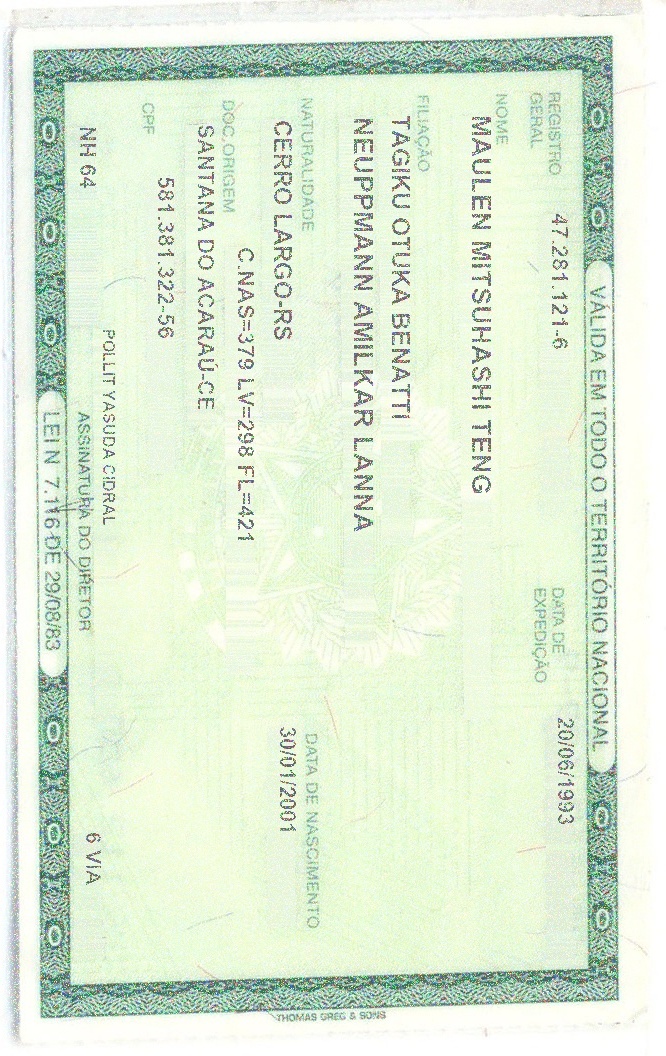 VÁLIDA EM TODO O TERRITÓRIO NACIONAL
REGISTRO GERAL 47.281.121-6 DATA DE EXPEDIÇÃO 20/06/1993
NOME
MAULEN MITSUHASHI TENG
FILIAÇÃO
TAGIKU OTUKA BENATTI
NEUPPMANN AMILKAR LANNA
NATURALIDADE DATA DE NASCIMENTO
CERRO LARGO-RS 30/01/2001
DOC. ORIGEM C.NAS=379 LV=298 FL=421
SANTANA DO ACARAÚ-CE
CPF 581.381.322-56
POLLIT YASUDA CIDRAL
NH 64 ASSINATURA DO DIRETOR 6 VIA
LEI N 7.116 DE 29/08/83
THOMAS GREG & SONS